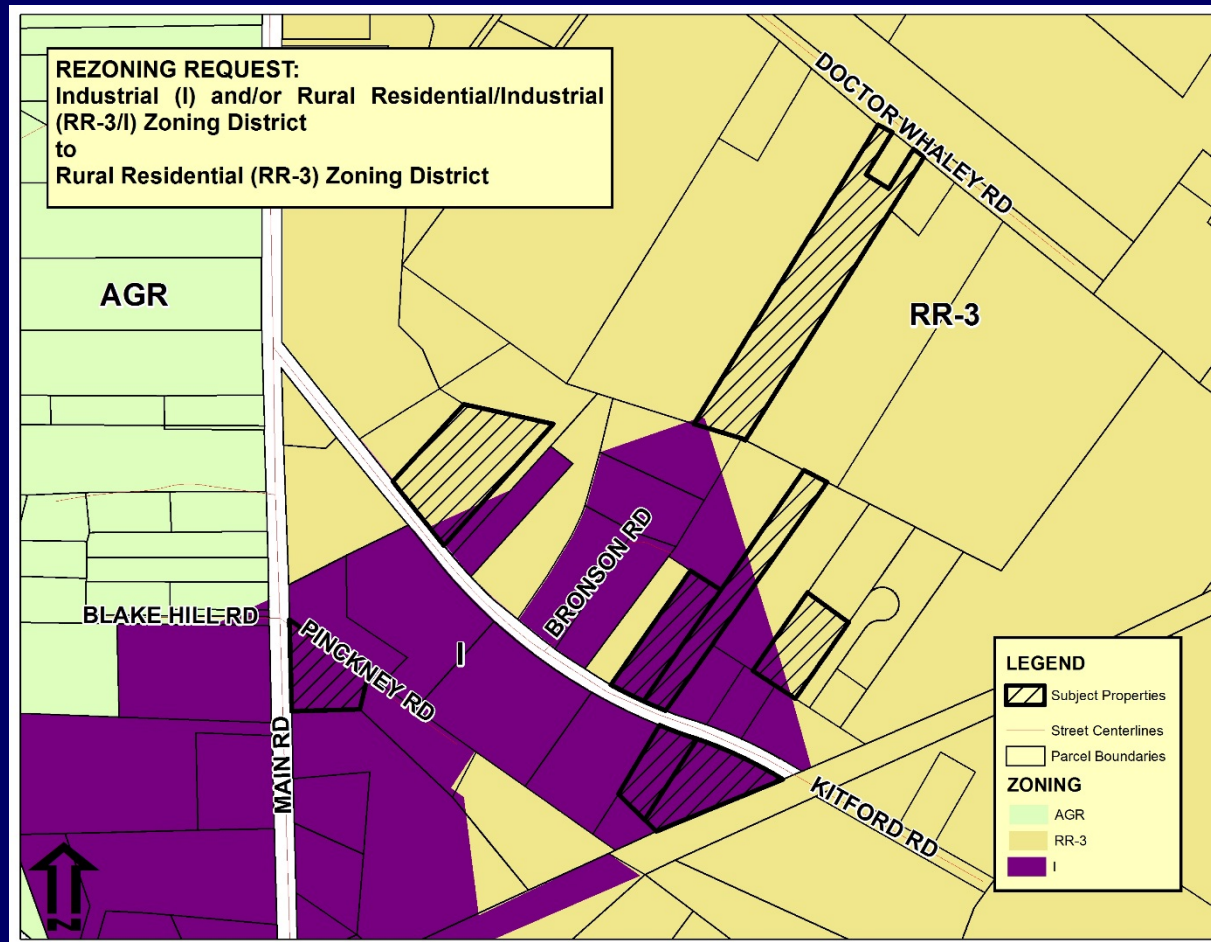 REZONING REQUEST:
Industrial (I) and/or Rural Residential/Industrial
(RR-3/I) Zoning District
to
Rural Residential (RR-3) Zoning District
DOCTOR WHALEY RD
AGR
RR-3
BRONSON RD
BLAKE HILL RD
PINCKNEY RD
I
MAIN RD
KITFORD RD
LEGEND
Subject Properties
Street Centerlines
Parcel Boundaries
ZONING
AGR
RR-3
I
N